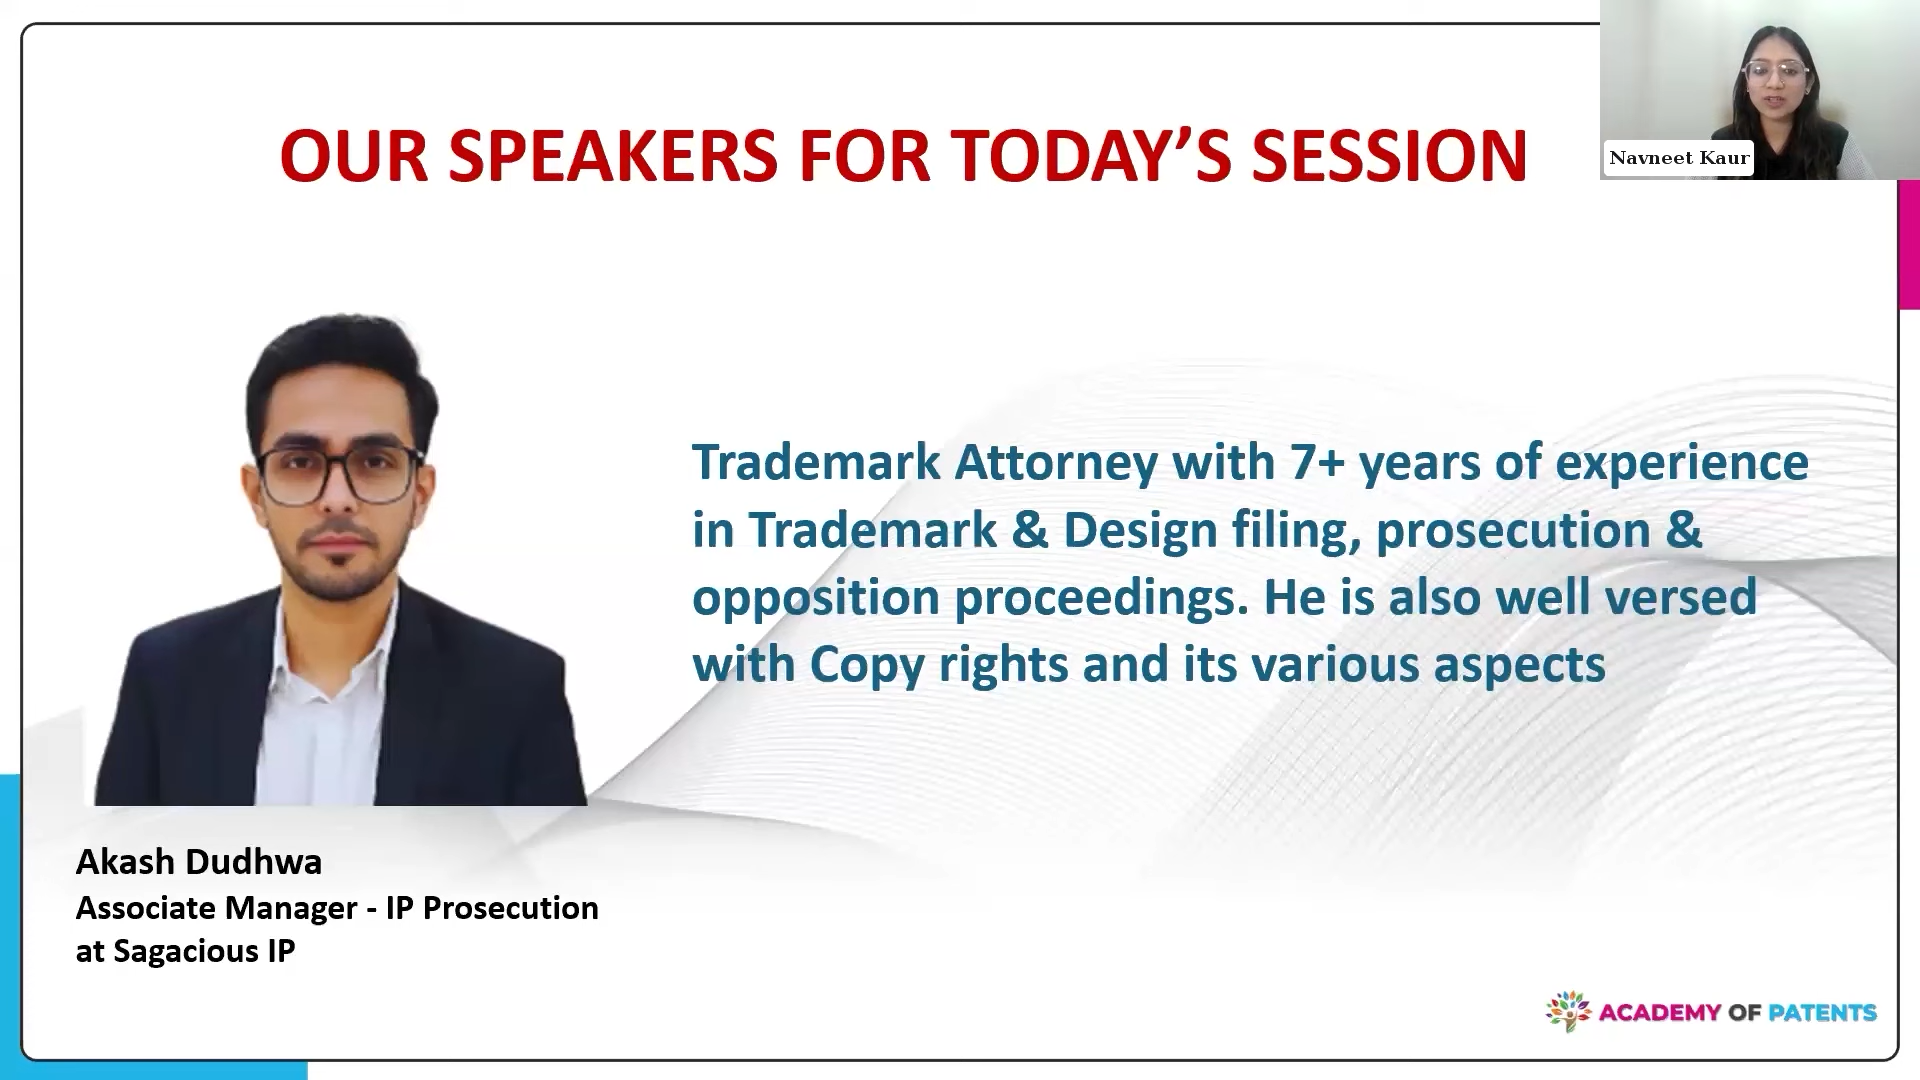 OUR SPEAKERS FOR TODAY’S SESSION
Navneet Kaur
Trademark Attorney with 7+ years of experience
in Trademark & Design filing, prosecution &
opposition proceedings. He is also well versed
with Copy rights and its various aspects
Akash Dudhwa
Associate Manager - IP Prosecution
at Sagacious IP
ACADEMY OF PATENTS